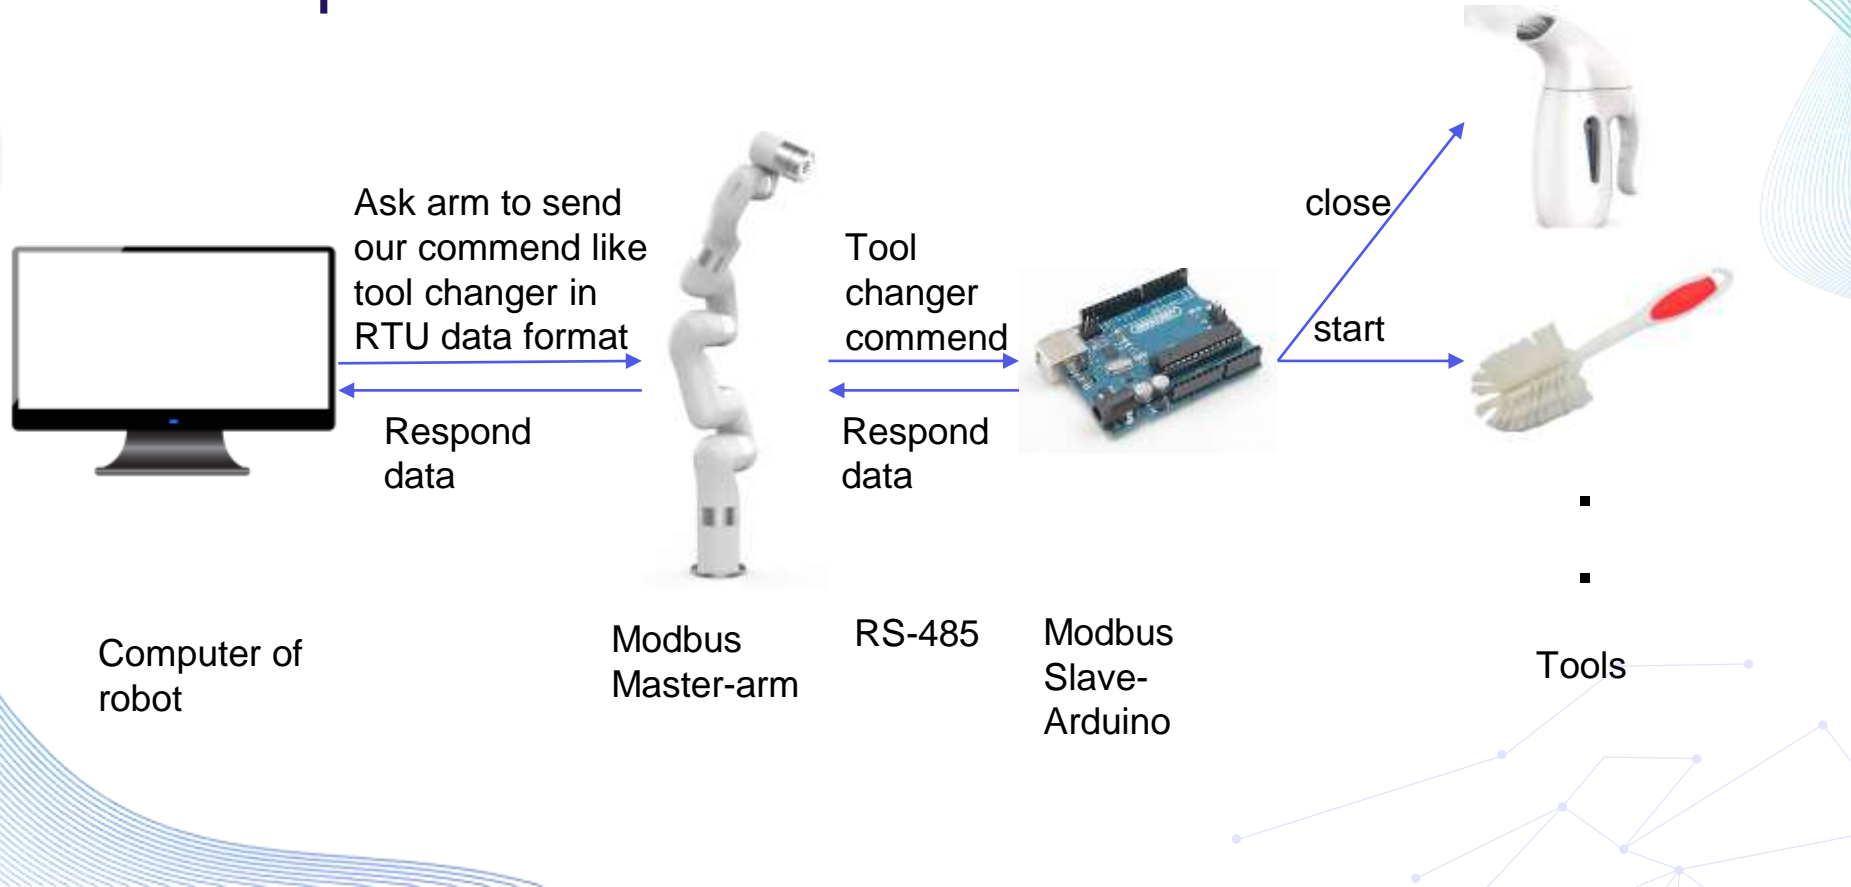 Ask arm to send
our commend like
tool changer in
RTU data format
Respond
data
Tool
changer
commend
Respond
data
close
start
Computer of
robot
Modbus
Master-arm
RS-485
Modbus
Slave-
Arduino
Tools